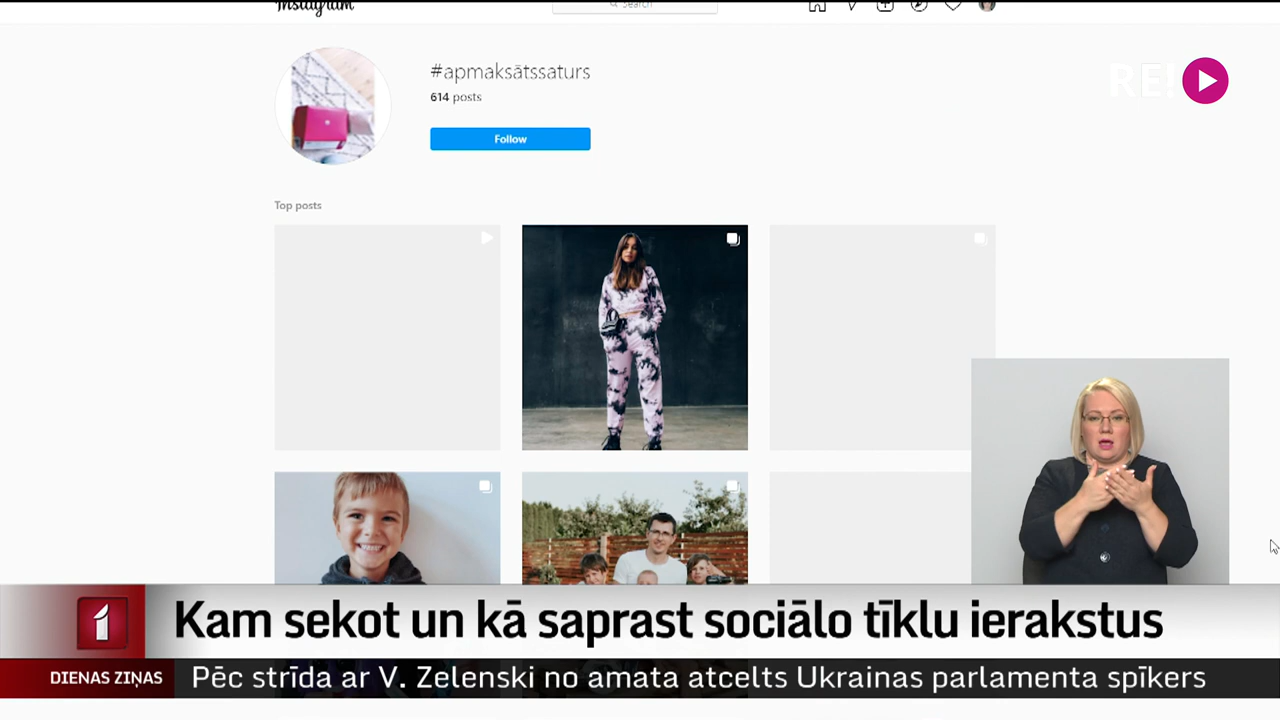 Instagram
Search
#apmaksātssaturs
614 posts
Follow
RE!
Top posts
1
Kam sekot un kā saprast sociālo tīklu ierakstus
DIENAS ZIŅAS
Pēc strīda ar V. Zelenski no amata atcelts Ukrainas parlamenta spīkers